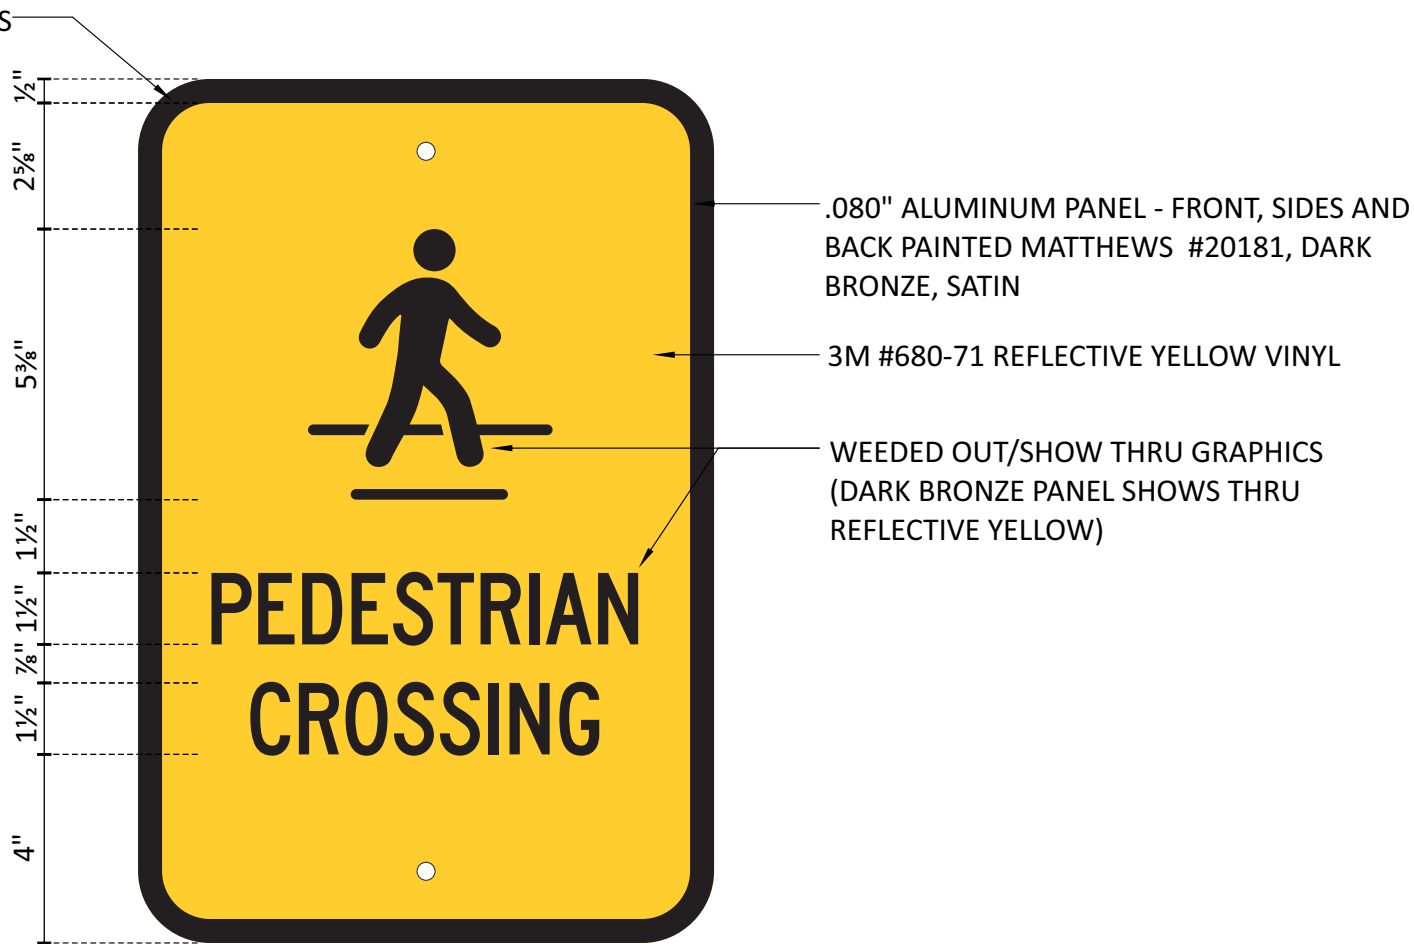 S
½"
2⅝"
5⅜"
1½"
1½"
⅞"
1½"
4"
PEDESTRIAN
CROSSING
.080" ALUMINUM PANEL - FRONT, SIDES AND
BACK PAINTED MATTHEWS #20181, DARK
BRONZE, SATIN
3M #680-71 REFLECTIVE YELLOW VINYL
WEEDED OUT/SHOW THRU GRAPHICS
(DARK BRONZE PANEL SHOWS THRU
REFLECTIVE YELLOW)